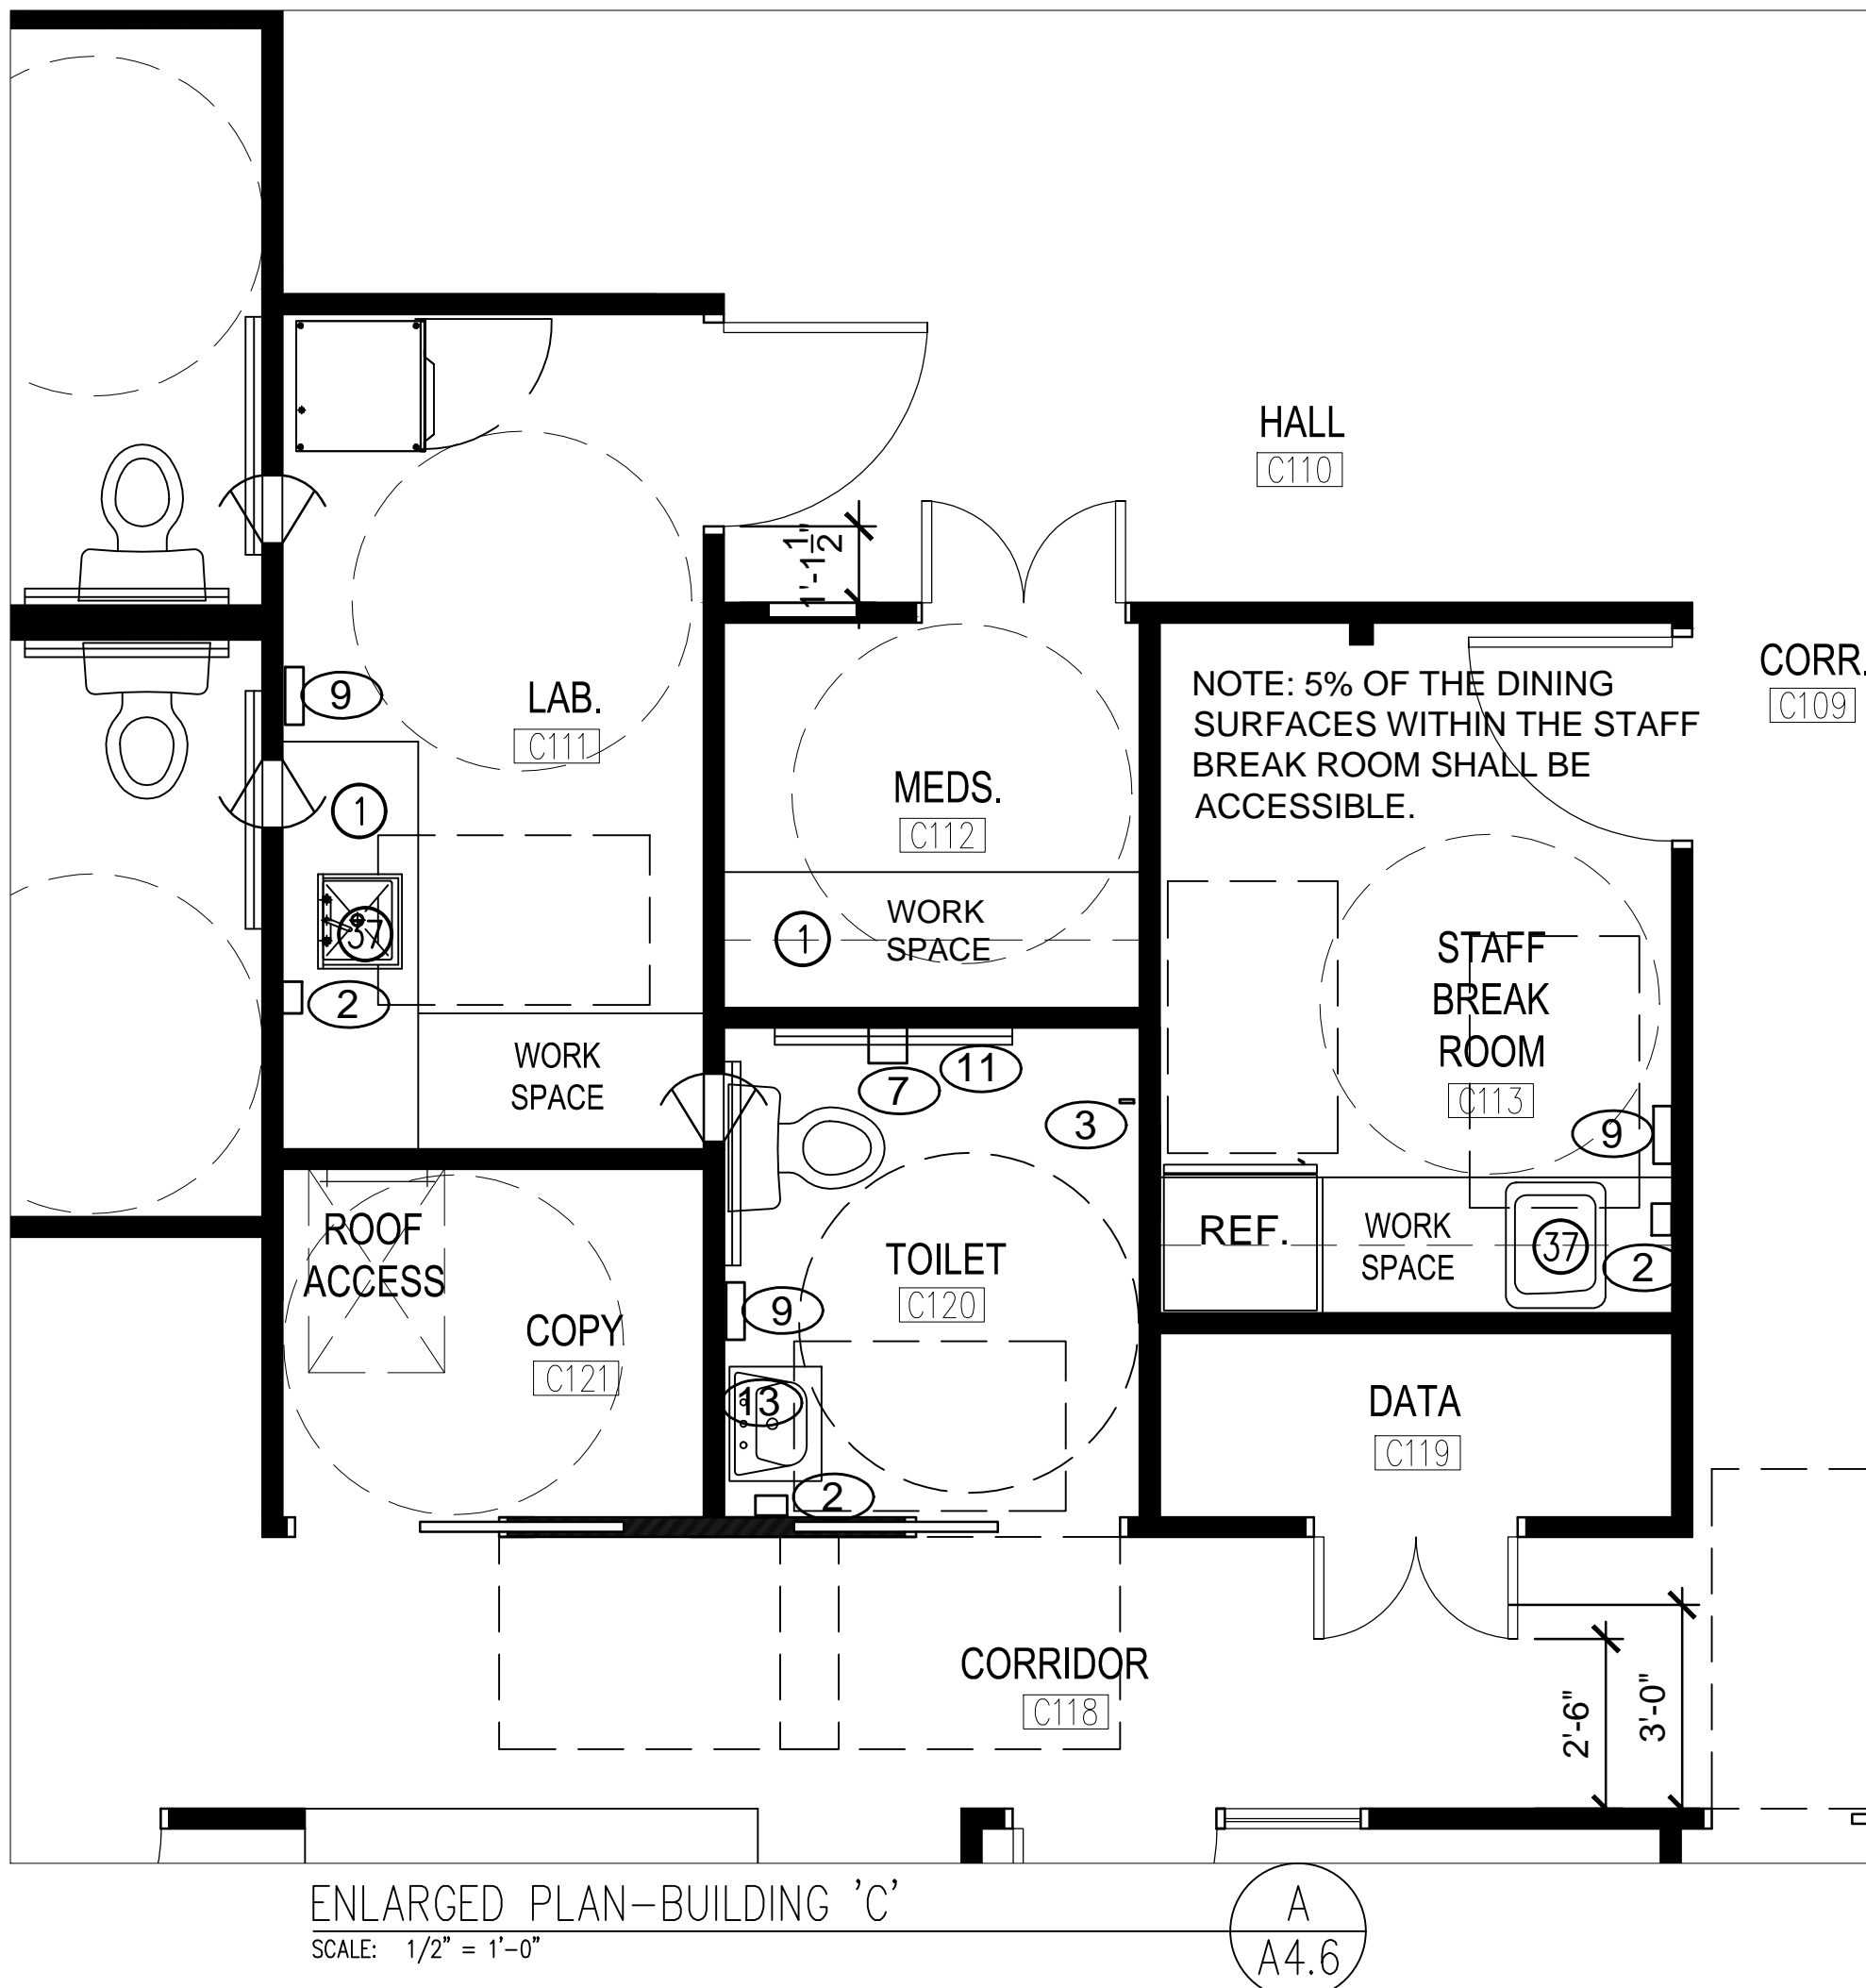 HALL
C110
1'-1 1/2"
CORR.
C109
NOTE: 5% OF THE DINING
SURFACES WITHIN THE STAFF
BREAK ROOM SHALL BE
ACCESSIBLE.
9
LAB.
C111
1
MEDS.
C112
37
2
1
WORK
SPACE
STAFF
BREAK
ROOM
C113
WORK
SPACE
7
11
3
9
ROOF
ACCESS
COPY
C121
TOILET
C120
9
13
2
REF.
WORK
SPACE
37
2
DATA
C119
CORRIDOR
C118
2'-6"
3'-0"
ENLARGED PLAN-BUILDING 'C'
SCALE: 1/2" = 1'-0"
A
A4.6